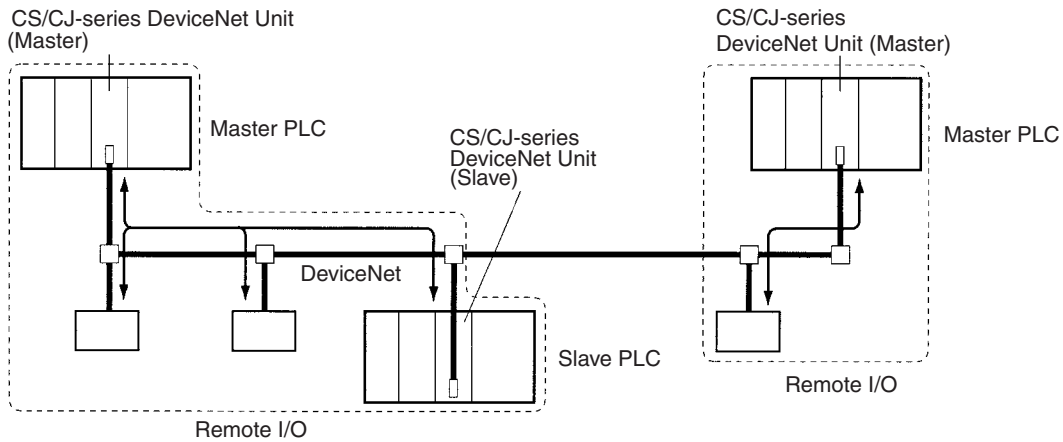 CS/CJ-series DeviceNet Unit
(Master)
Master PLC
CS/CJ-series
DeviceNet Unit
(Slave)
CS/CJ-series
DeviceNet Unit (Master)
Master PLC
DeviceNet
Slave PLC
Remote I/O
Remote I/O